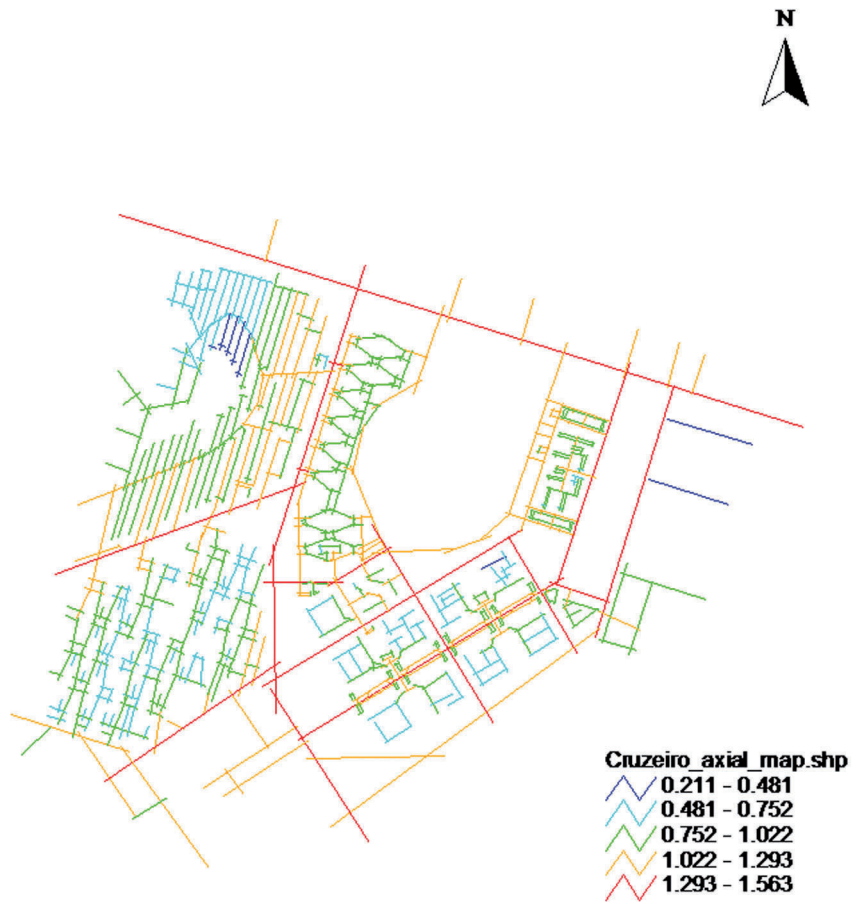 N
Cruzeiro_axial_map.shp
0.211 - 0.481
0.481 - 0.752
0.752 - 1.022
1.022 - 1.293
1.293 - 1.563